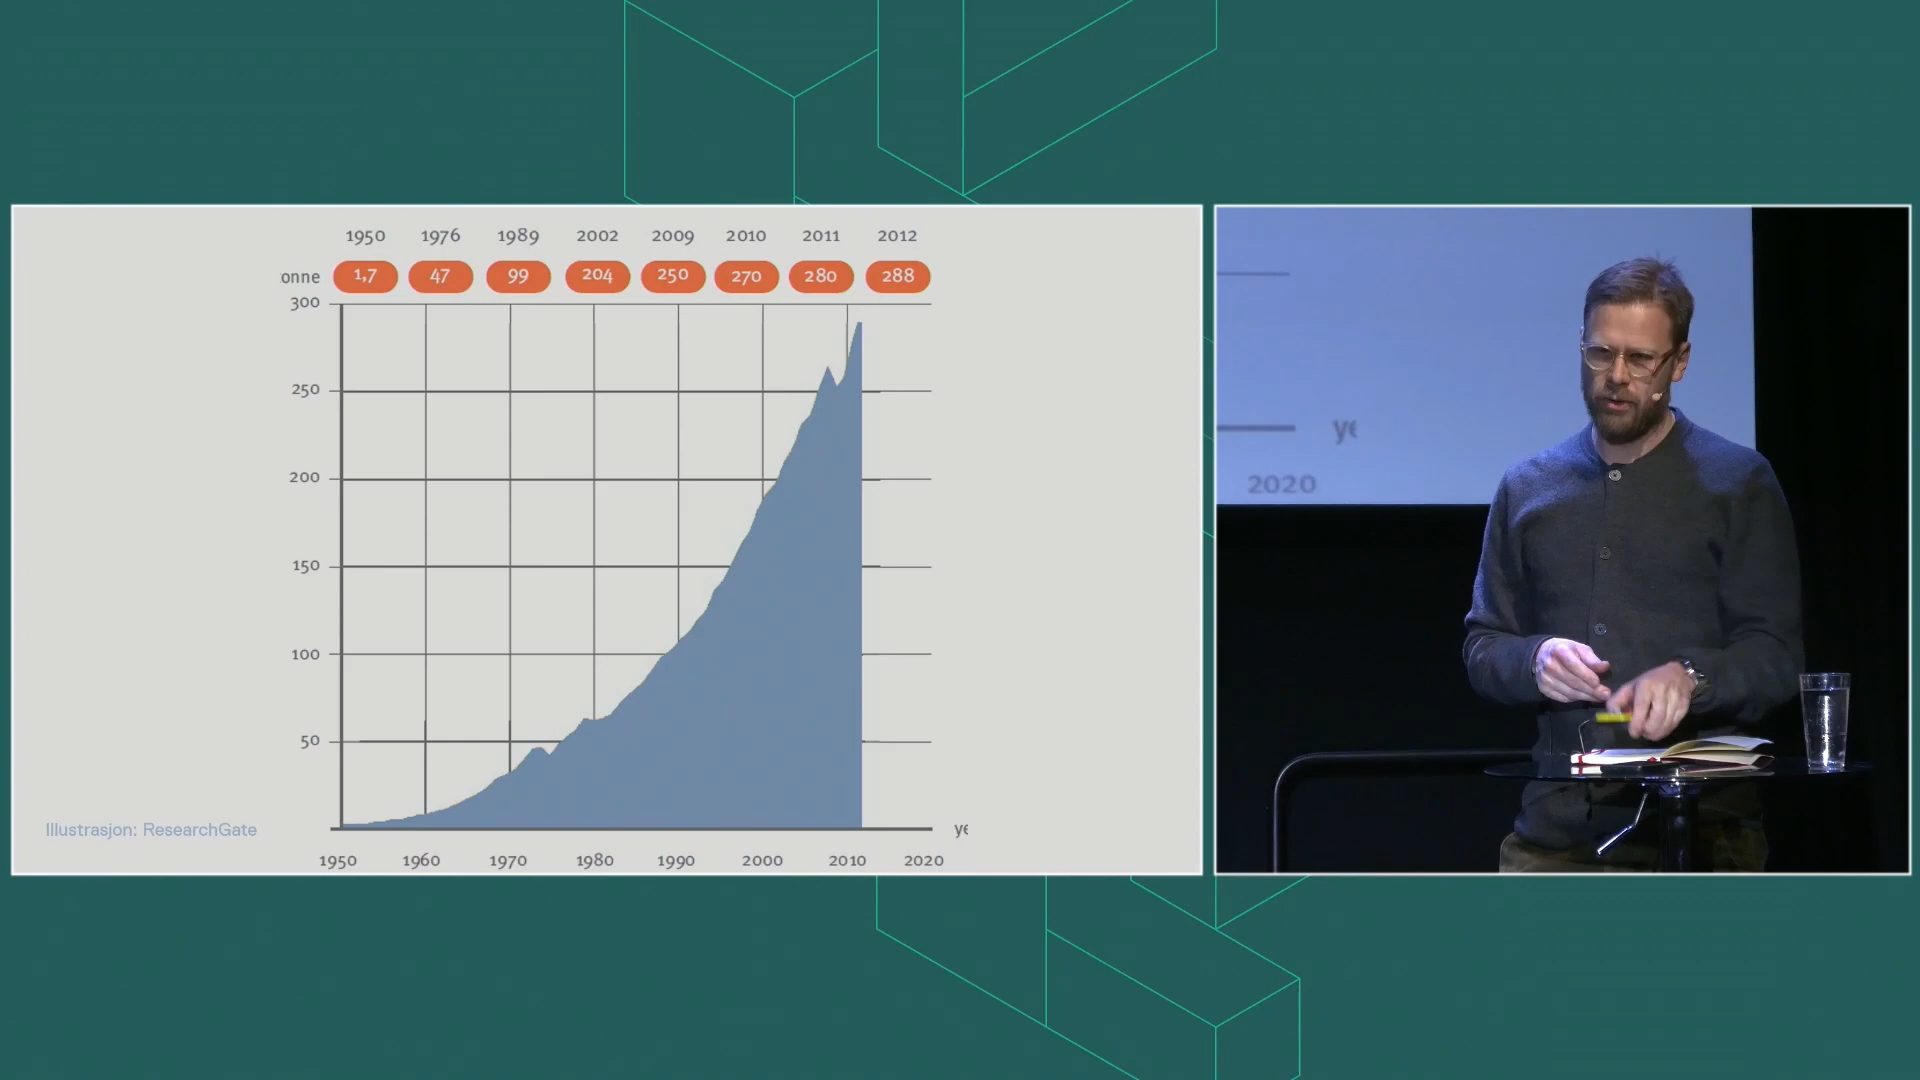 1950 1976 1989 2002 2009 2010 2011 2012
onne 1,7 47 99 204 250 270 280 288
300
250
200
150
100
50
Illustrasjon: ResearchGate
ye
1950 1960 1970 1980 1990 2000 2010 2020
ye
2020